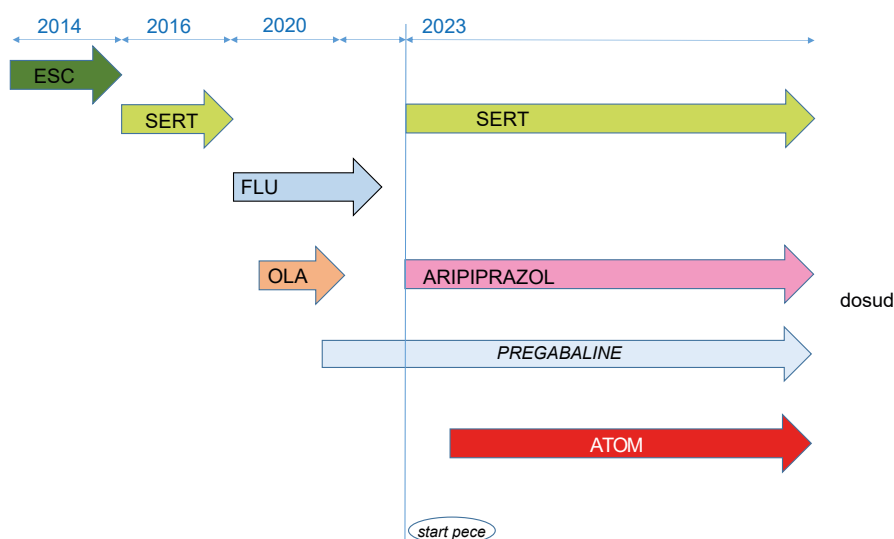 2014 2016 2020 2023
ESC
SERT SERT
FLU
OLA ARIPIPRAZOL
dosud
PREGABALINE
ATOM
start pece